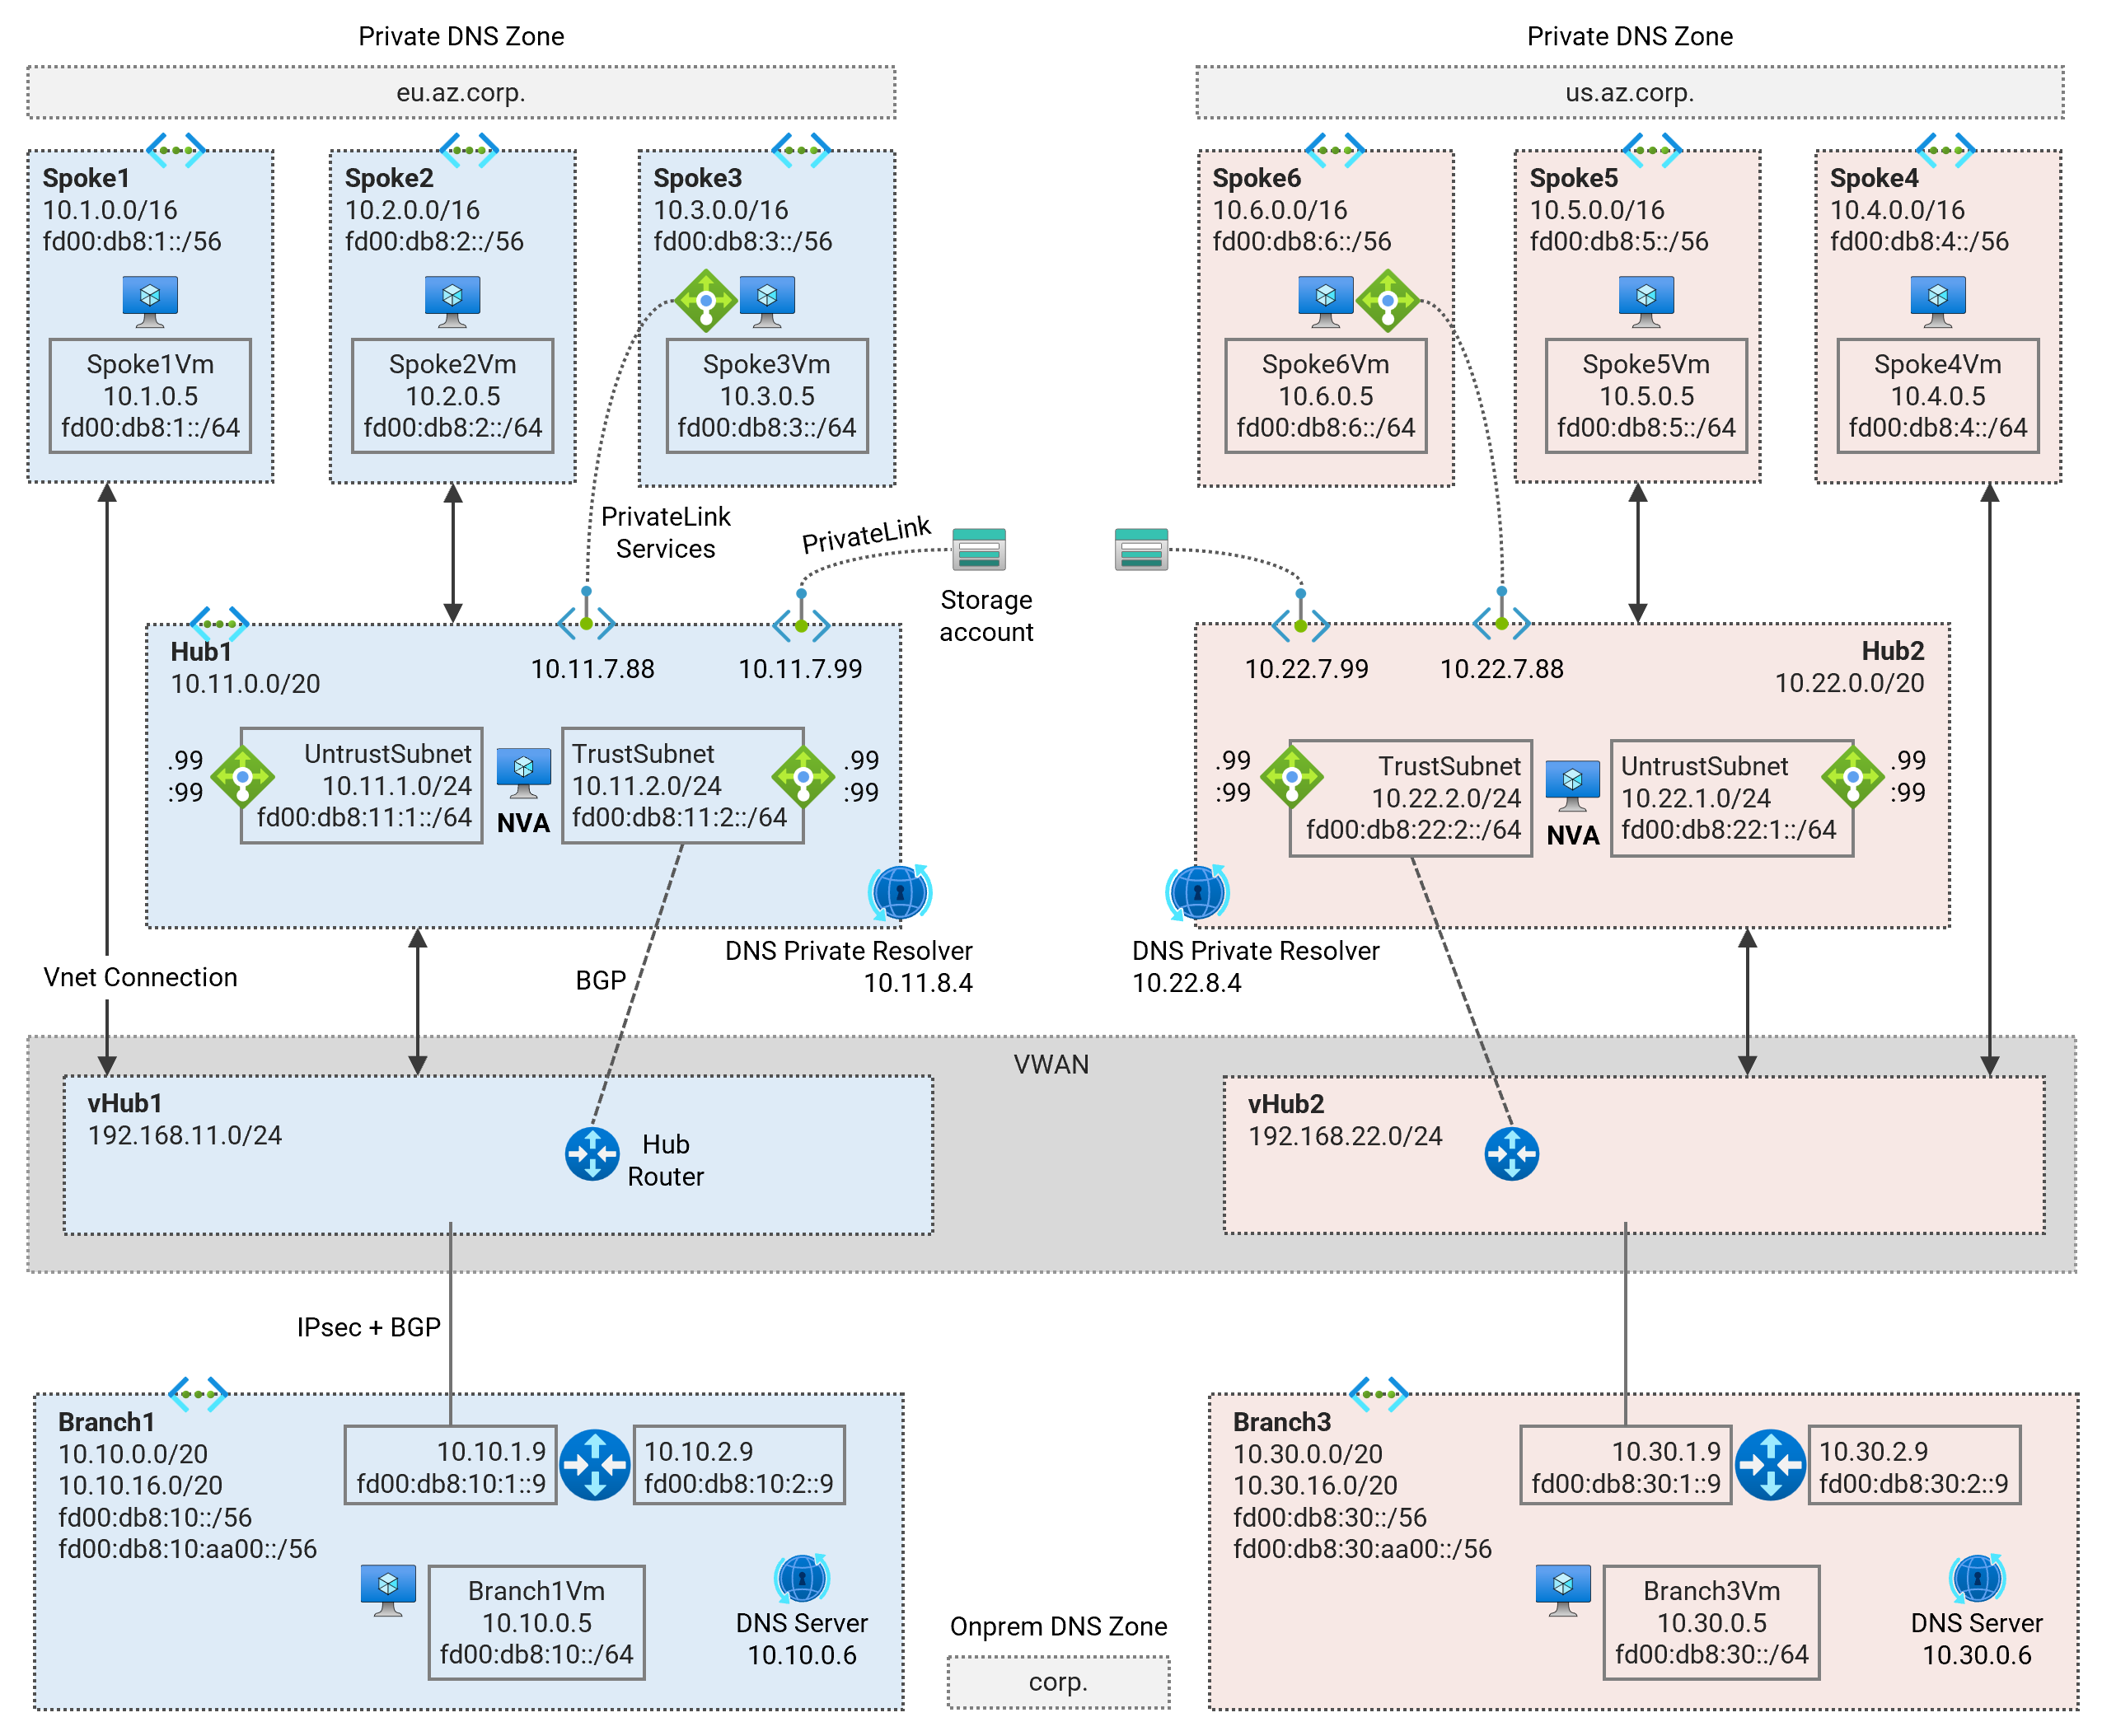 Private DNS Zone
eu.az.corp.
Private DNS Zone
us.az.corp.
Spoke1
10.1.0.0/16
fd00:db8:1::/56
Spoke1Vm
10.1.0.5
fd00:db8:1::/64
Spoke2
10.2.0.0/16
fd00:db8:2::/56
Spoke2Vm
10.2.0.5
fd00:db8:2::/64
Spoke3
10.3.0.0/16
fd00:db8:3::/56
Spoke3Vm
10.3.0.5
fd00:db8:3::/64
Spoke6
10.6.0.0/16
fd00:db8:6::/56
Spoke6Vm
10.6.0.5
fd00:db8:6::/64
Spoke5
10.5.0.0/16
fd00:db8:5::/56
Spoke5Vm
10.5.0.5
fd00:db8:5::/64
Spoke4
10.4.0.0/16
fd00:db8:4::/56
Spoke4Vm
10.4.0.5
fd00:db8:4::/64
PrivateLink
Services
PrivateLink
Storage
account
Hub1
10.11.0.0/20
10.11.7.88
10.11.7.99
.99
:99
UntrustSubnet
10.11.1.0/24
fd00:db8:11:1::/64
NVA
TrustSubnet
10.11.2.0/24
fd00:db8:11:2::/64
.99
:99
DNS Private Resolver
10.11.8.4
10.22.7.99
10.22.7.88
Hub2
10.22.0.0/20
.99
:99
TrustSubnet
10.22.2.0/24
fd00:db8:22:2::/64
NVA
UntrustSubnet
10.22.1.0/24
fd00:db8:22:1::/64
.99
:99
DNS Private Resolver
10.22.8.4
Vnet Connection
BGP
VWAN
vHub1
192.168.11.0/24
Hub
Router
vHub2
192.168.22.0/24
IPsec + BGP
Branch1
10.10.0.0/20
10.10.16.0/20
fd00:db8:10::/56
fd00:db8:10:aa00::/56
10.10.1.9
fd00:db8:10:1::9
10.10.2.9
fd00:db8:10:2::9
Branch1Vm
10.10.0.5
fd00:db8:10::/64
DNS Server
10.10.0.6
Onprem DNS Zone
corp.
Branch3
10.30.0.0/20
10.30.16.0/20
fd00:db8:30::/56
fd00:db8:30:aa00::/56
10.30.1.9
fd00:db8:30:1::9
10.30.2.9
fd00:db8:30:2::9
Branch3Vm
10.30.0.5
fd00:db8:30::/64
DNS Server
10.30.0.6